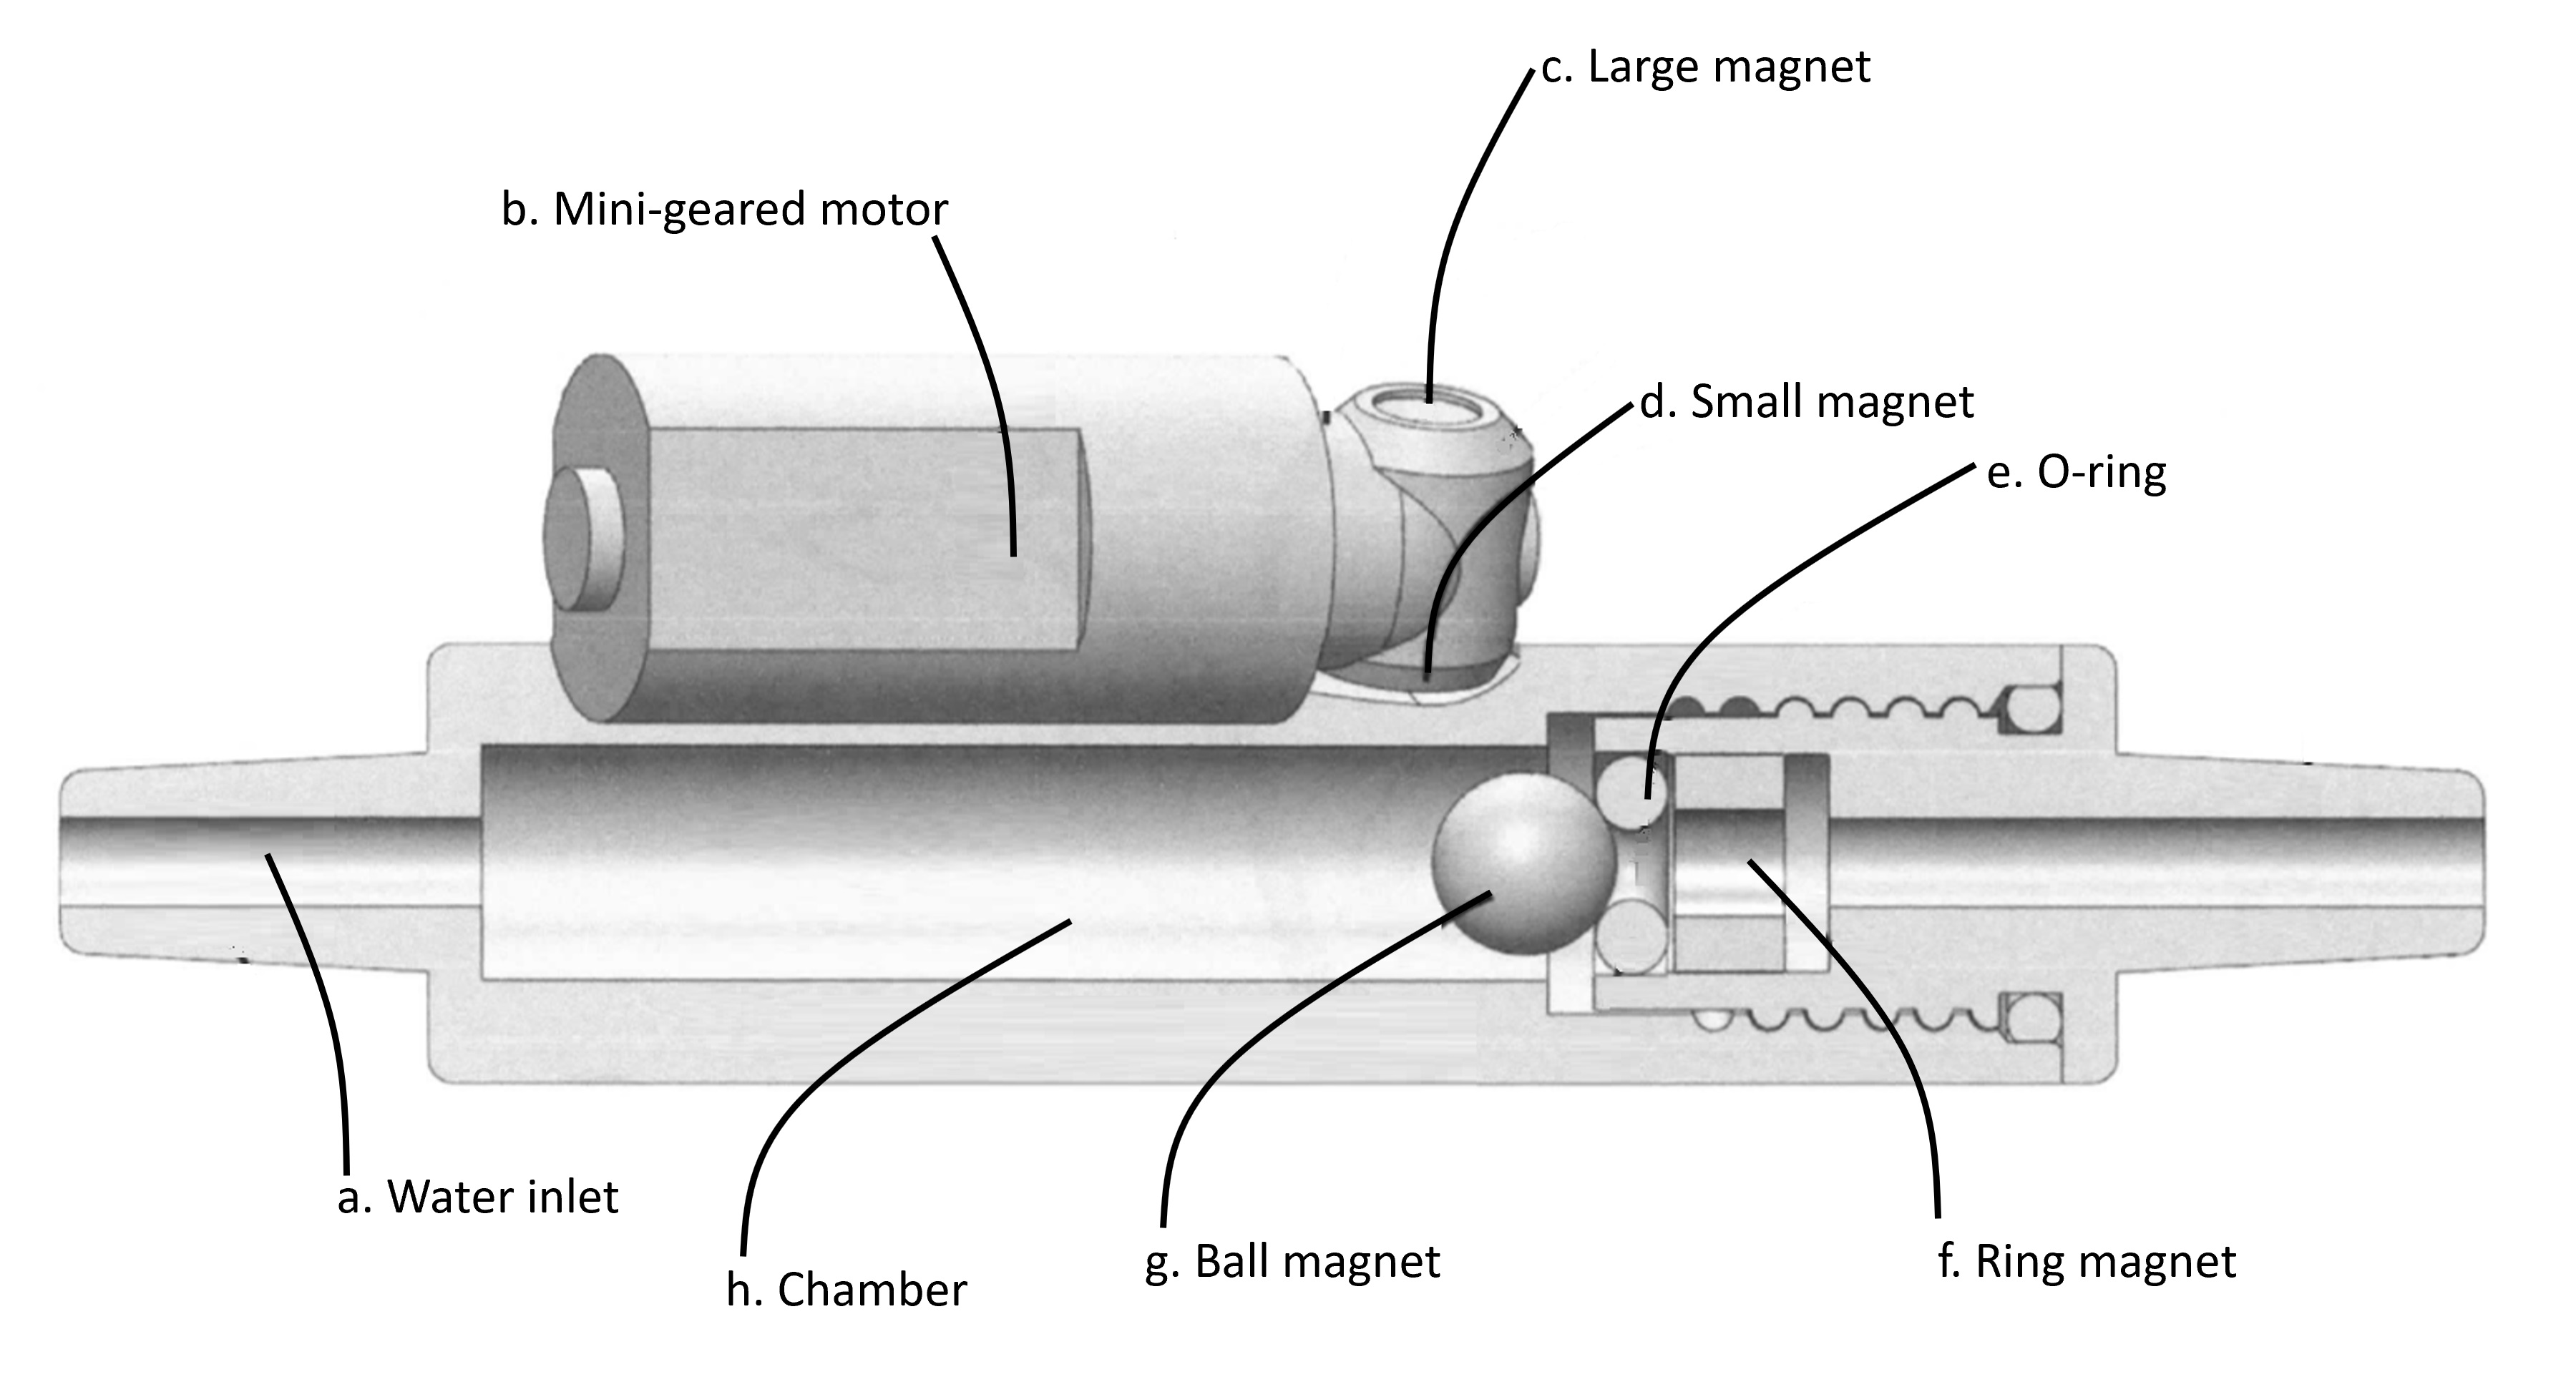 c. Large magnet
b. Mini-geared motor
d. Small magnet
e. O-ring
a. Water inlet
h. Chamber
g. Ball magnet
f. Ring magnet